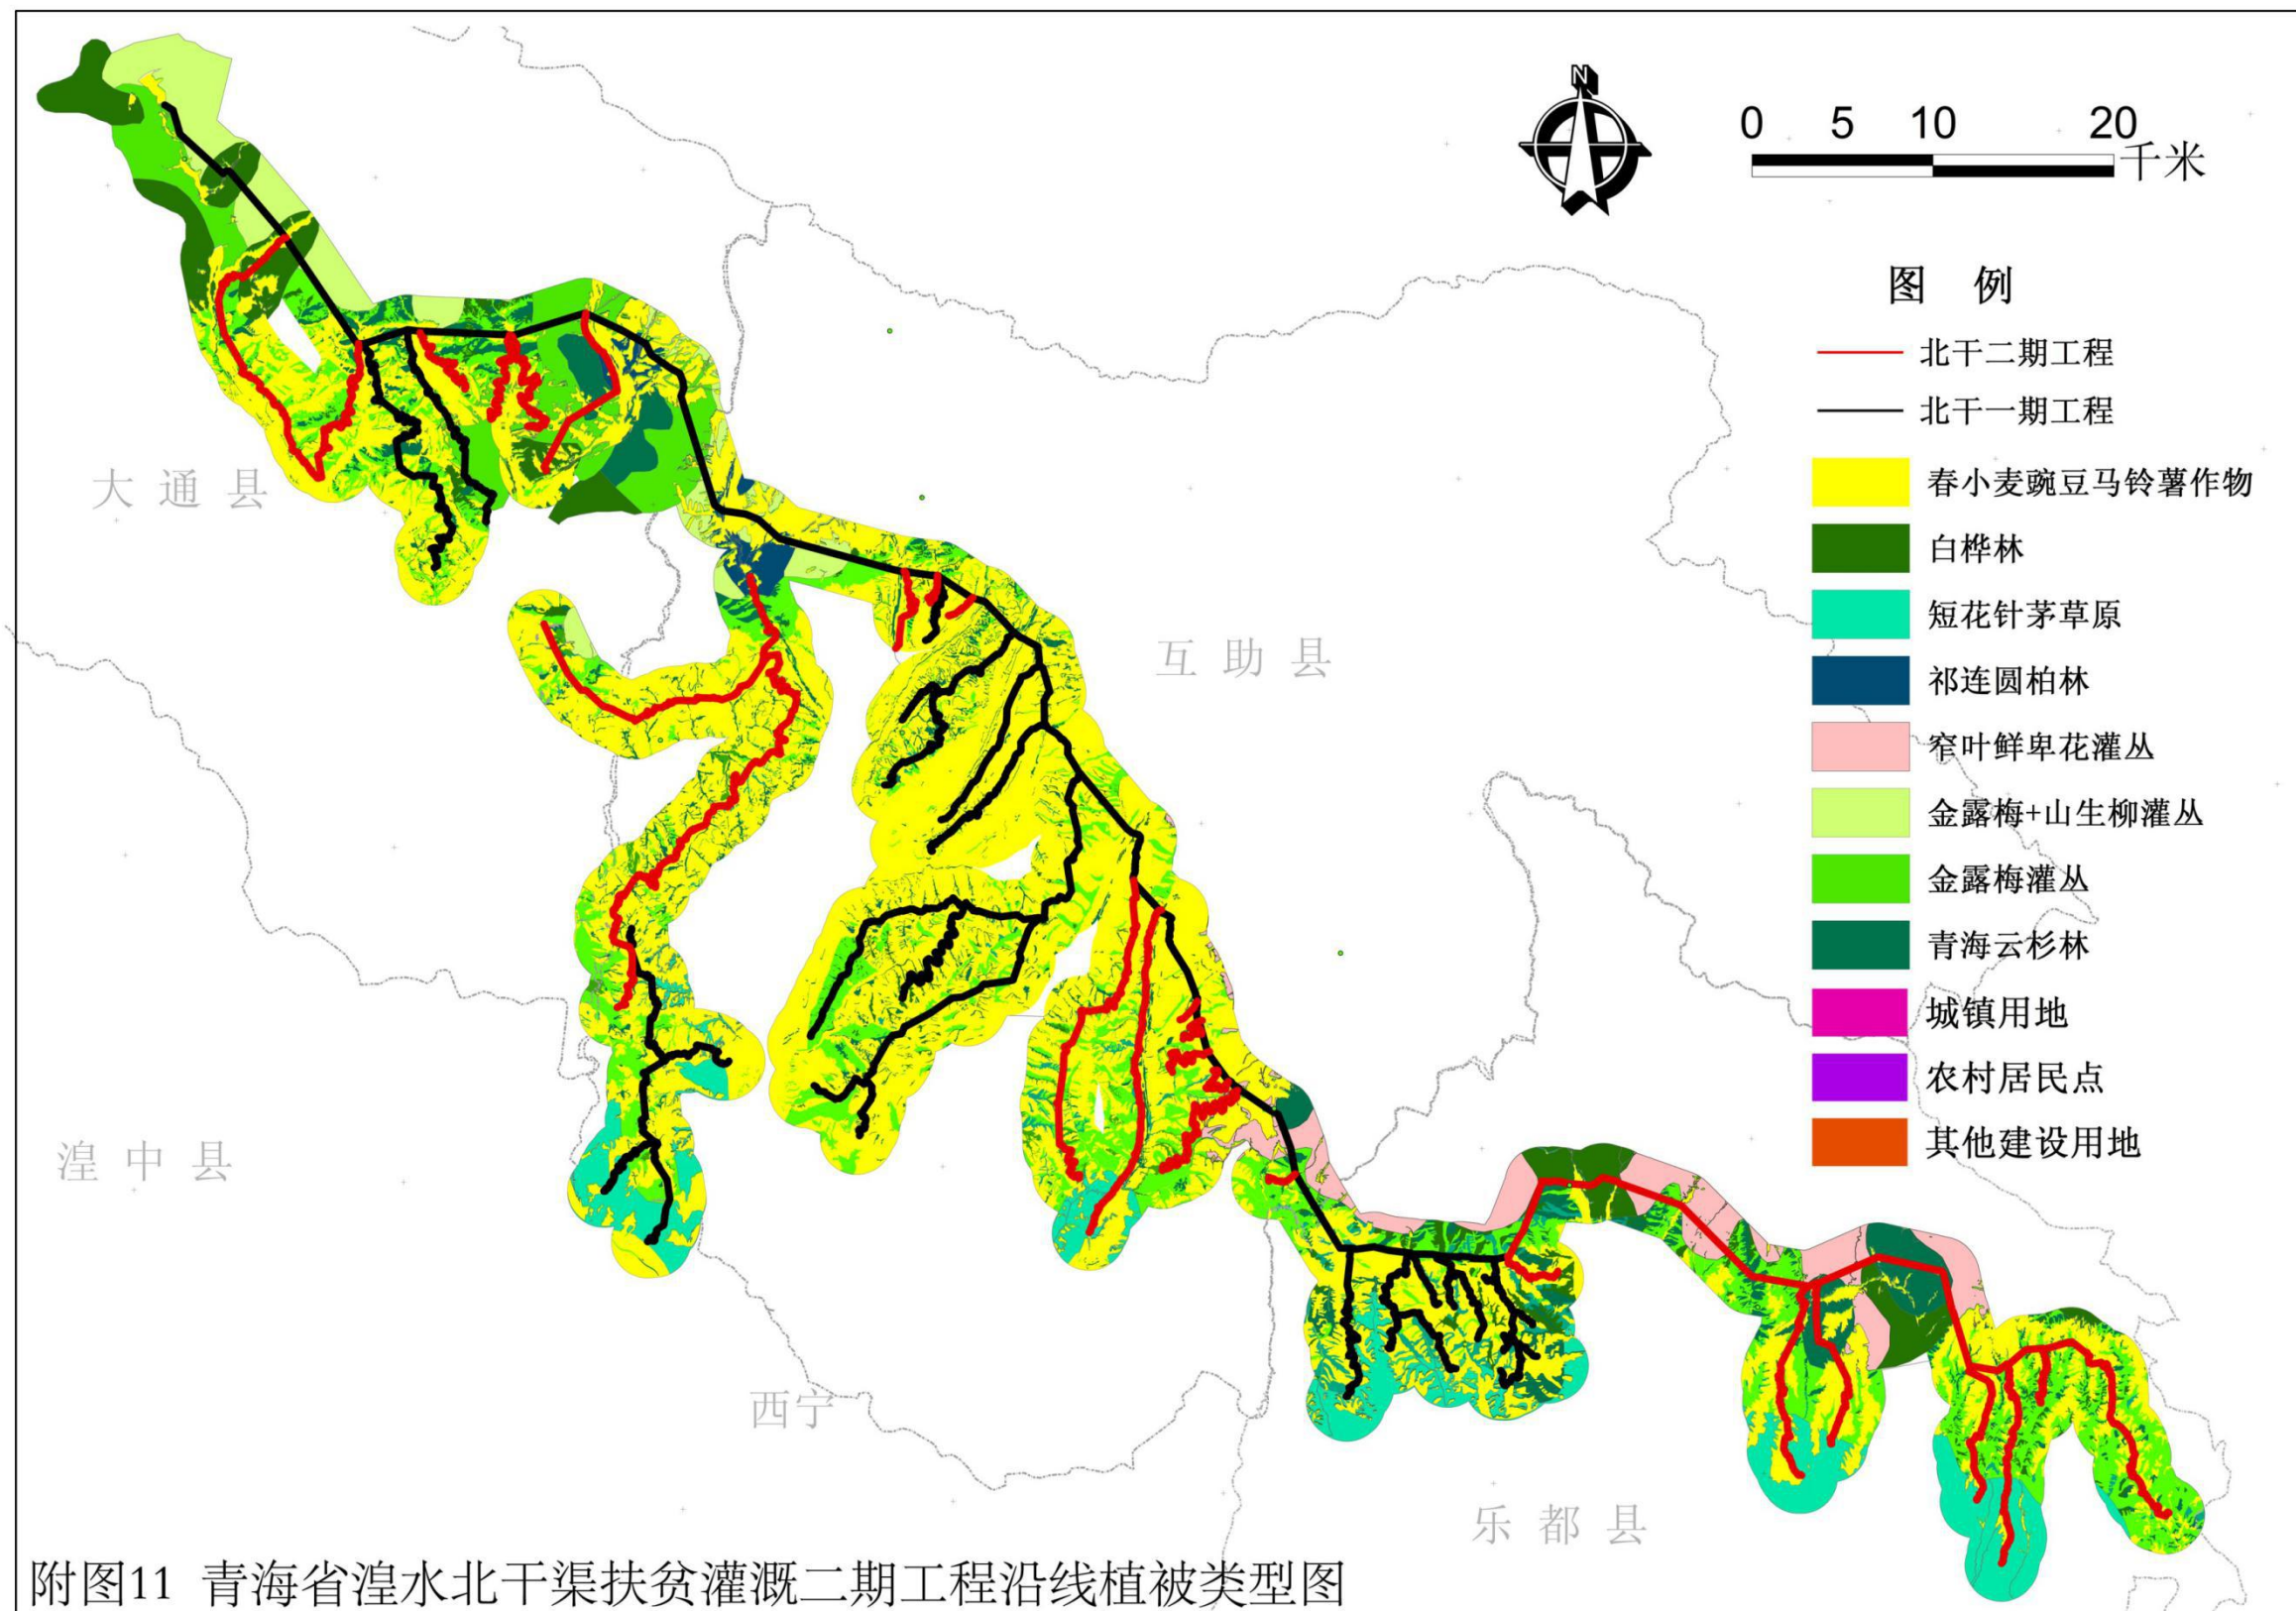 N
0 5 10 20
千米
图 例
北干二期工程
北干一期工程
春小麦豌豆马铃薯作物
白桦林
短花针茅草原
祁连圆柏林
窄叶鲜卑花灌丛
金露梅+山生柳灌丛
金露梅灌丛
青海云杉林
城镇用地
农村居民点
其他建设用地
大通县
互助县
湟中县
西宁
乐都县
附图11 青海省湟水北干渠扶贫灌溉二期工程沿线植被类型图